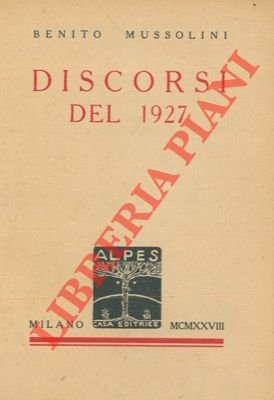 BENITO MUSSOLINI
DISCORSI
DEL 1927
LIBRERIA PIANI
ALPES
CASA EDITRICE
MILANO MCMXXVIII